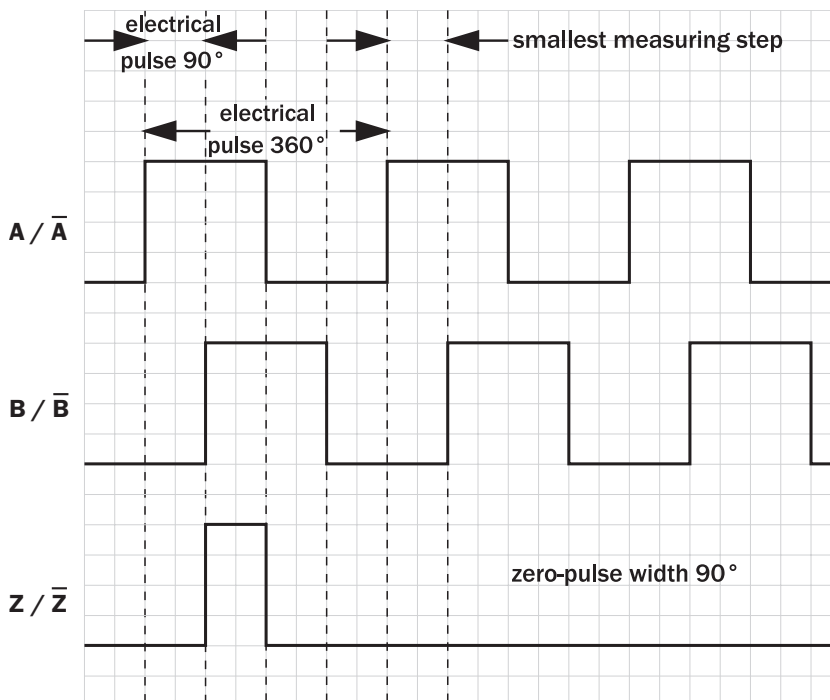 electrical
pulse 90°
smallest measuring step
electrical
pulse 360°
A / A̅
B / B̅
zero-pulse width 90°
Z / Z̅